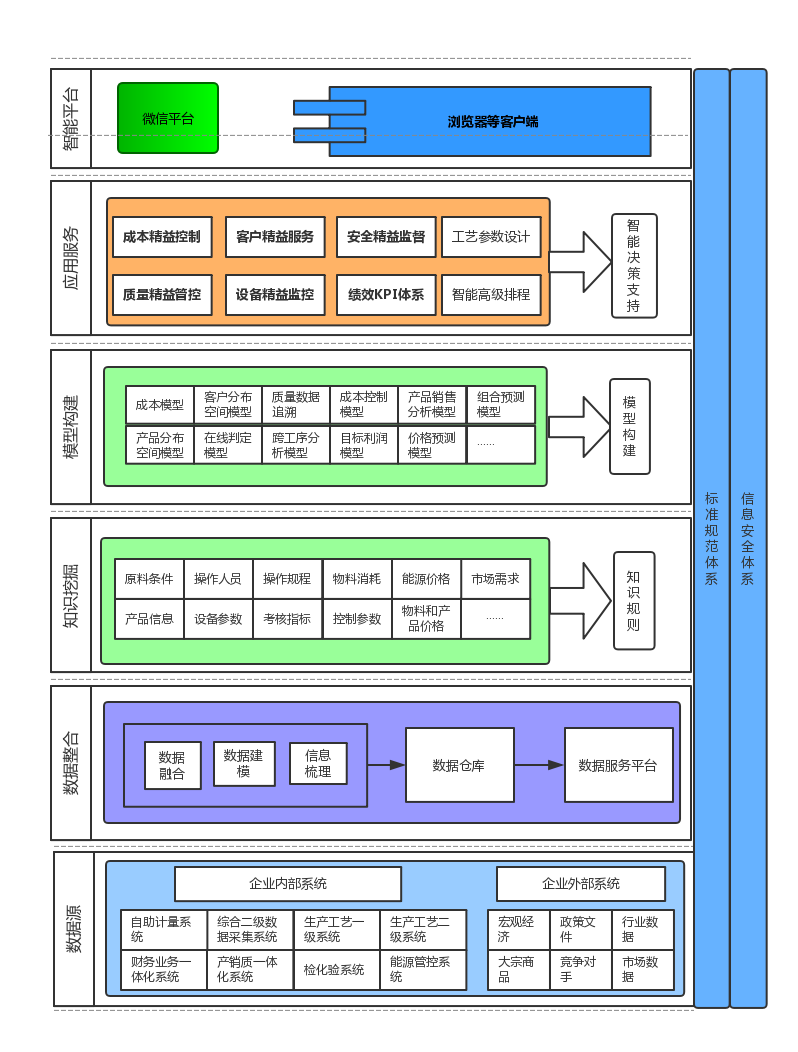 智能平台
微信平台
浏览器等客户端
应用服务
成本精益控制
客户精益服务
安全精益监督
工艺参数设计
质量精益管控
设备精益监控
绩效KPI体系
智能高级排程
智能决策支持
模型构建
成本模型
客户分布
空间模型
质量数据
追溯
成本控制
模型
产品销售
分析模型
组合预测
模型
产品分布
空间模型
在线判定
模型
跨工序分
析模型
目标利润
模型
价格预测
模型
......
模型构建
知识挖掘
原料条件
操作人员
操作规程
物料消耗
能源价格
市场需求
产品信息
设备参数
考核指标
控制参数
物料和产
品价格
......
知识规则
数据整合
数据
融合
数据建
模
信息
梳理
数据仓库
数据服务平台
数据源
企业内部系统
自助计量系
统
综合二级数
据采集系统
生产工艺一
级系统
生产工艺二
级系统
财务业务一
体化系统
产销质一体
化系统
检化验系统
能源管控系
统
企业外部系统
宏观经
济
政策文
件
行业数
据
大宗商
品
竞争对
手
市场数
据
标准规范体系
信息安全体系